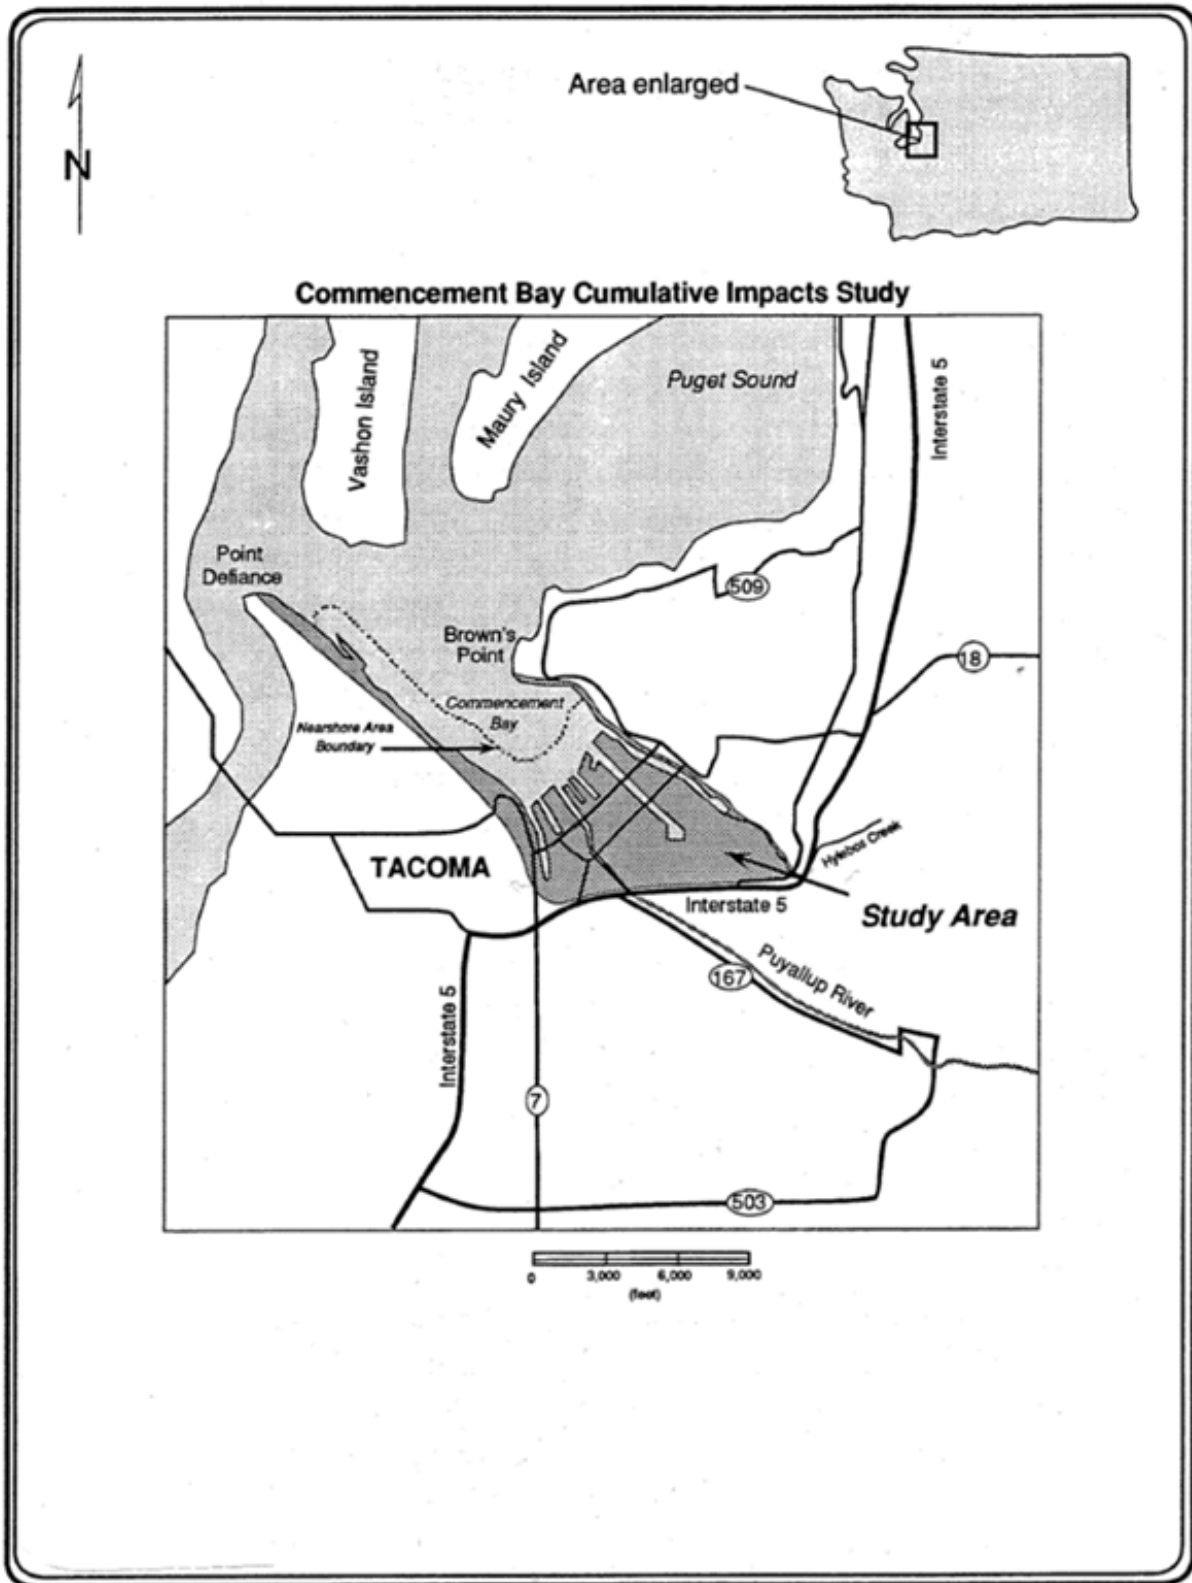 Area enlarged
N
Commencement Bay Cumulative Impacts Study
Vashon Island
Maury Island
Puget Sound
Interstate 5
Point
Defiance
509
Brown's
Point
18
Commencement
Bay
Nearshore Area
Boundary
Hylebos Creek
TACOMA
Interstate 5
Study Area
Puyallup River
167
Interstate 5
7
503
0 3,000 6,000 9,000
(feet)